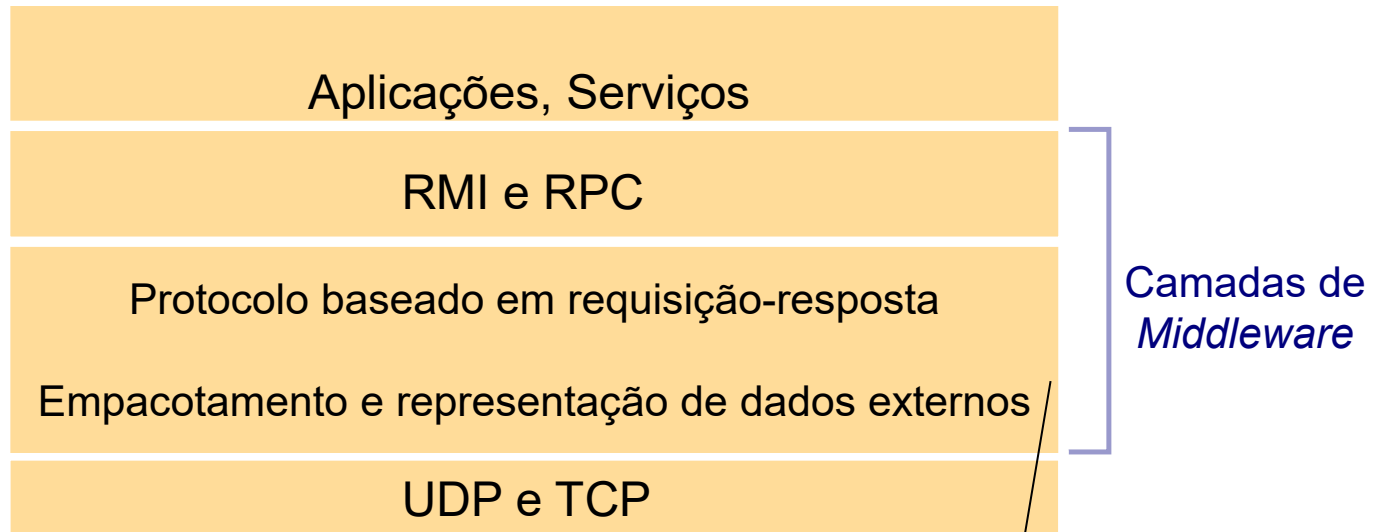 Aplicações, Serviços
RMI e RPC
Protocolo baseado em requisição-resposta
Empacotamento e representação de dados externos
UDP e TCP
Camadas de
Middleware